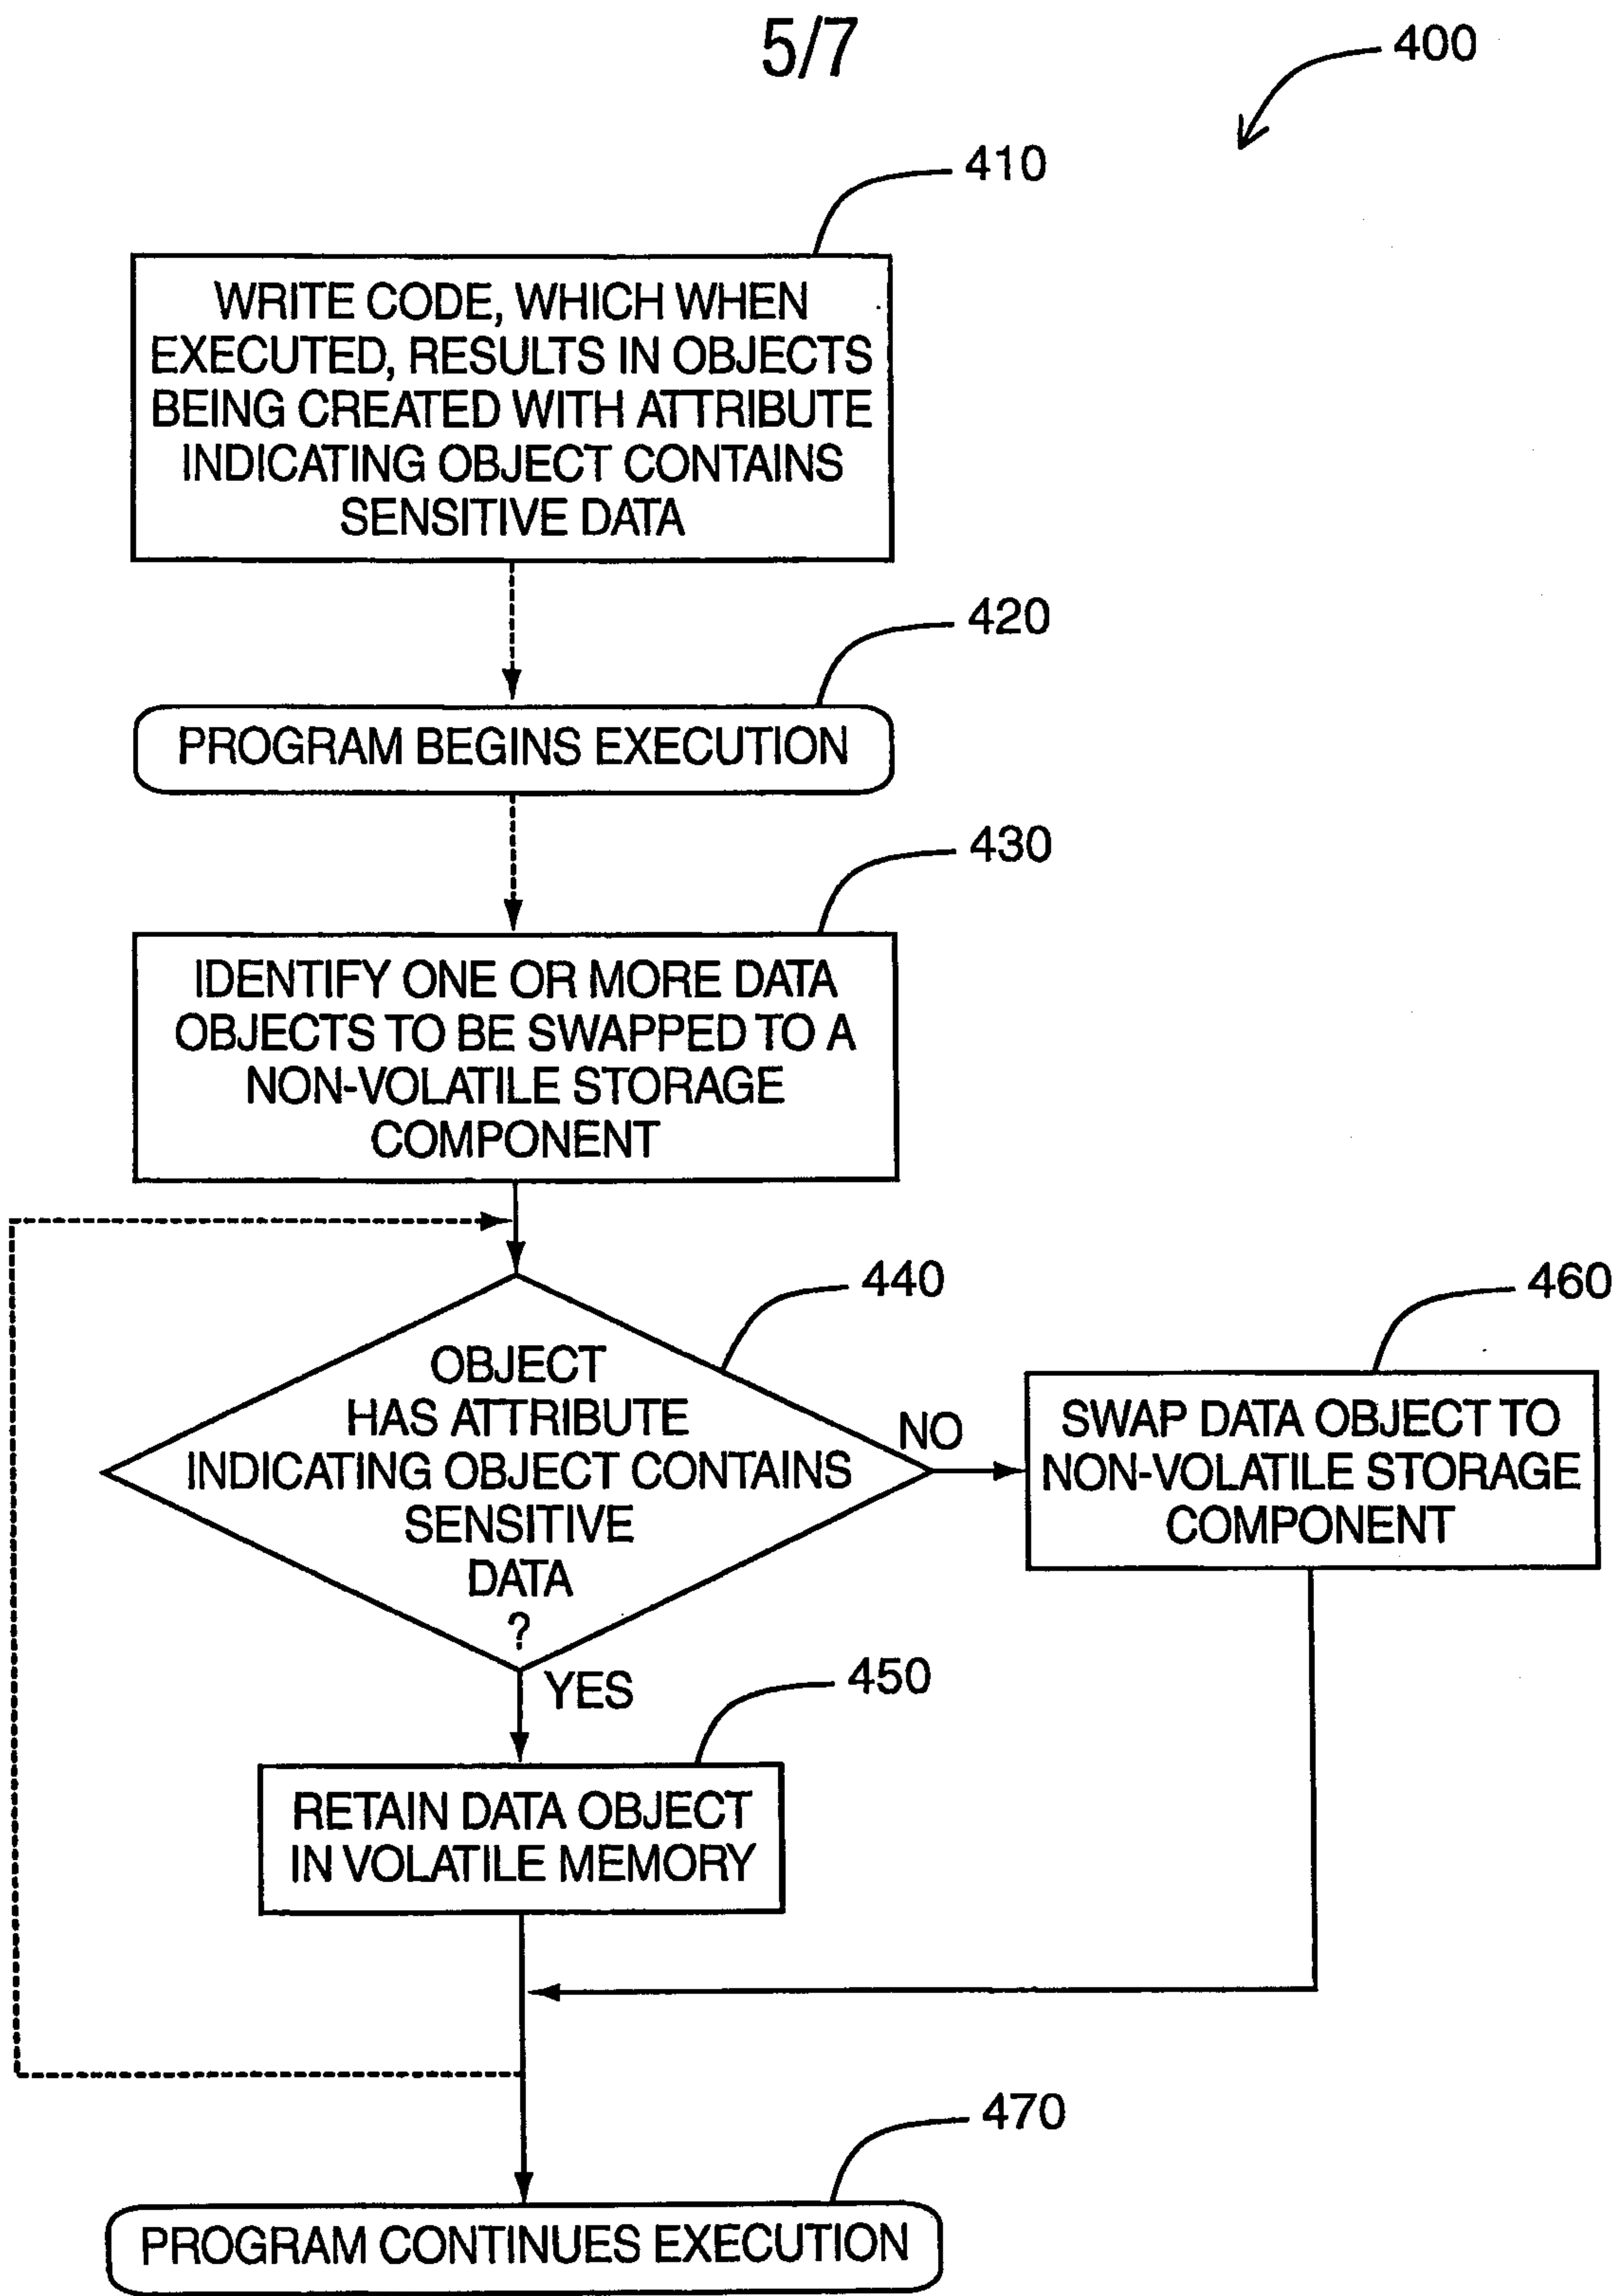 5/7
400
410
WRITE CODE, WHICH WHEN
EXECUTED, RESULTS IN OBJECTS
BEING CREATED WITH ATTRIBUTE
INDICATING OBJECT CONTAINS
SENSITIVE DATA
420
PROGRAM BEGINS EXECUTION
430
IDENTIFY ONE OR MORE DATA
OBJECTS TO BE SWAPPED TO A
NON-VOLATILE STORAGE
COMPONENT
440
OBJECT
HAS ATTRIBUTE
INDICATING OBJECT CONTAINS
SENSITIVE
DATA
?
NO
460
SWAP DATA OBJECT TO
NON-VOLATILE STORAGE
COMPONENT
YES
450
RETAIN DATA OBJECT
IN VOLATILE MEMORY
470
PROGRAM CONTINUES EXECUTION